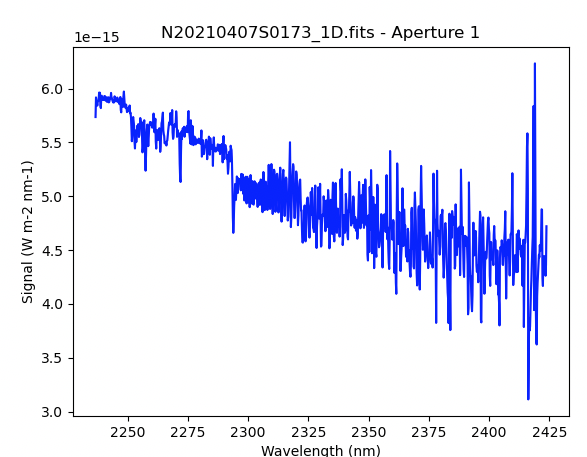 N20210407S0173_1D.fits - Aperture 1
1e−15
6.0
5.5
5.0
4.5
4.0
3.5
3.0
Signal (W m-2 nm-1)
2250 2275 2300 2325 2350 2375 2400 2425
Wavelength (nm)